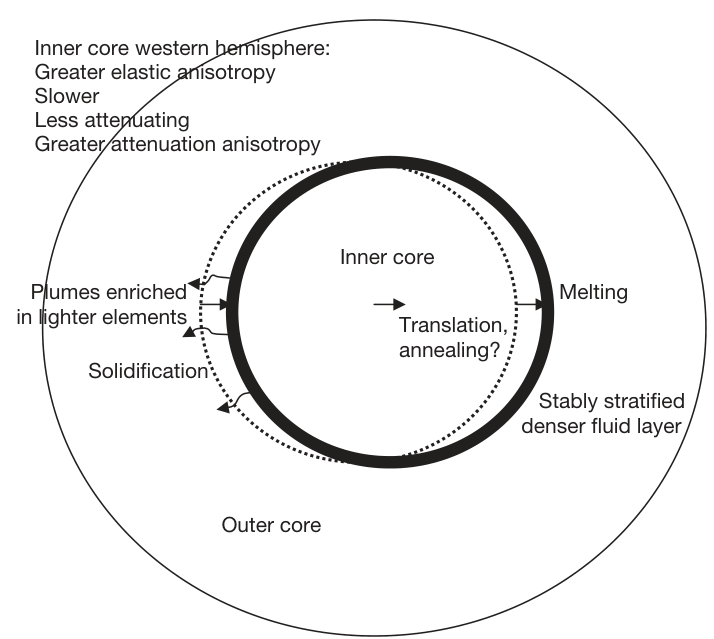 Inner core western hemisphere:
Greater elastic anisotropy
Slower
Less attenuating
Greater attenuation anisotropy
Inner core
Plumes enriched
in lighter elements
Melting
Translation,
annealing?
Solidification
Stably stratified
denser fluid layer
Outer core